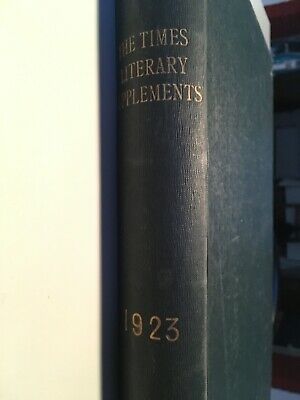 THE TIMES
LITERARY
SUPPLEMENTS
1923